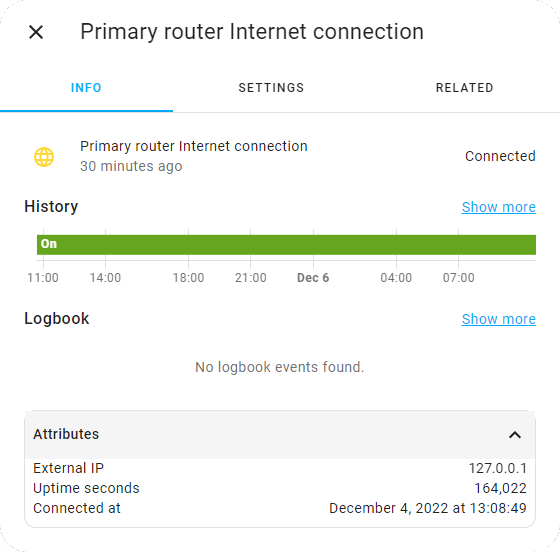 Primary router Internet connection
INFO SETTINGS RELATED
Primary router Internet connection
30 minutes ago
Connected
History Show more
On
11:00 14:00 18:00 21:00 Dec 6 04:00 07:00
Logbook Show more
No logbook events found.
Attributes
External IP 127.0.0.1
Uptime seconds 164,022
Connected at December 4, 2022 at 13:08:49